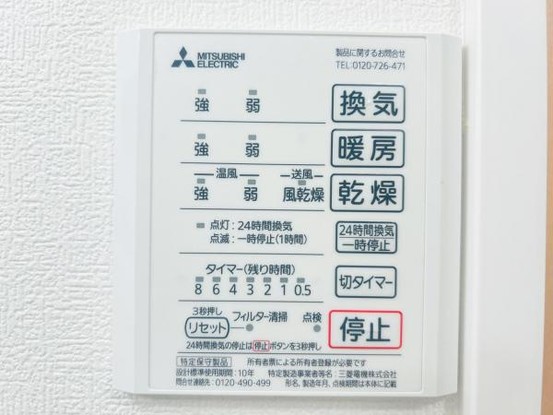 MITSUBISHI
ELECTRIC
製品に関するお問合せ
TEL:0120-726-471
強 弱 換気
強 弱 暖房
温風 送風
強 弱 風乾燥 乾燥
点灯:24時間換気
点滅:一時停止(1時間)
24時間換気
一時停止
タイマー(残り時間)
8 6 4 3 2 1 0.5
切タイマー
3秒押し
リセット フィルター清掃 点検
停止
24時間換気の停止は停止ボタンを3秒押し
特定保守製品 所有者票による所有者登録が必要です
設計標準使用期間:10年 特定製造事業者等名:三菱電機株式会社
問合せ連絡先:0120-490-499 形名、製造年月、点検期間は本体に記載